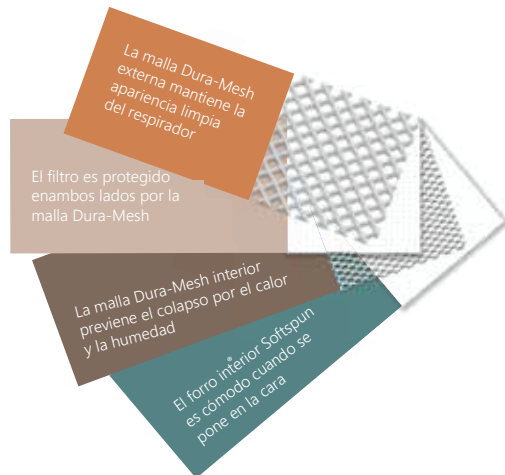 La malla Dura-Mesh
externa mantiene la
apariencia limpia
del respirador
El filtro es protegido
enambos lados por la
malla Dura-Mesh
La malla Dura-Mesh interior
previene el colapso por el calor
y la humedad
El forro interior Softspun®
es cómodo cuando se
pone en la cara